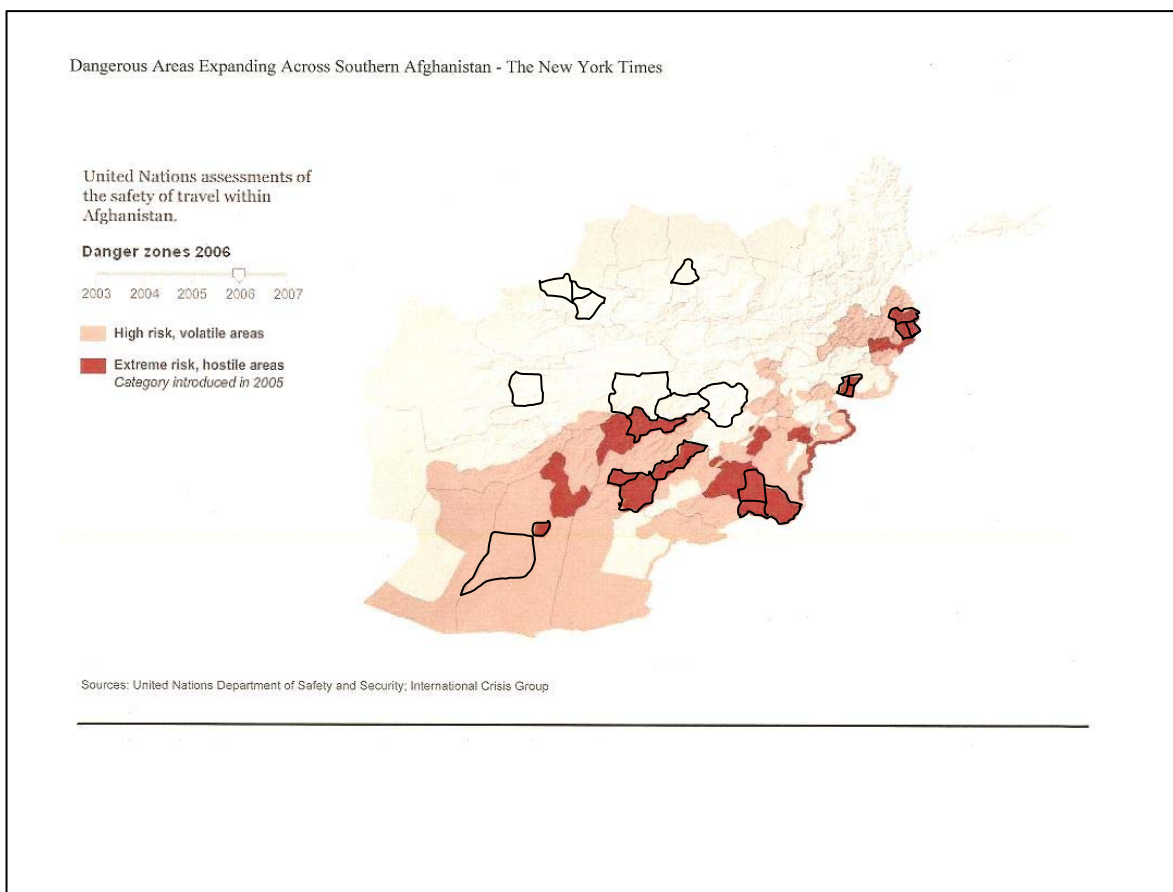 Dangerous Areas Expanding Across Southern Afghanistan - The New York Times
United Nations assessments of
the safety of travel within
Afghanistan.
Danger zones 2006
2003 2004 2005 2006 2007
High risk, volatile areas
Extreme risk, hostile areas
Category introduced in 2005
Sources: United Nations Department of Safety and Security; International Crisis Group